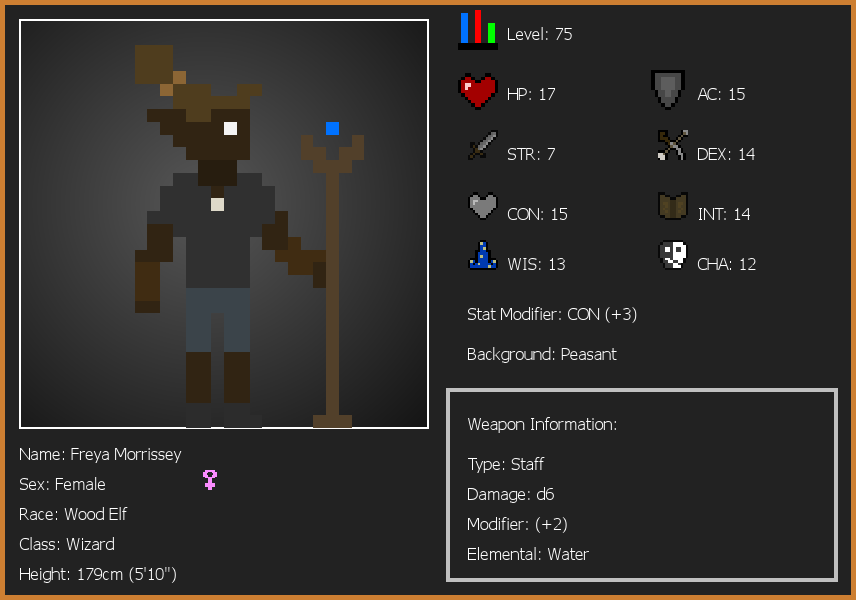 Level: 75
HP: 17
AC: 15
STR: 7
DEX: 14
CON: 15
INT: 14
WIS: 13
CHA: 12
Stat Modifier: CON (+3)
Background: Peasant
Weapon Information:
Type: Staff
Damage: d6
Modifier: (+2)
Elemental: Water
Name: Freya Morrissey
Sex: Female
Race: Wood Elf
Class: Wizard
Height: 179cm (5'10")